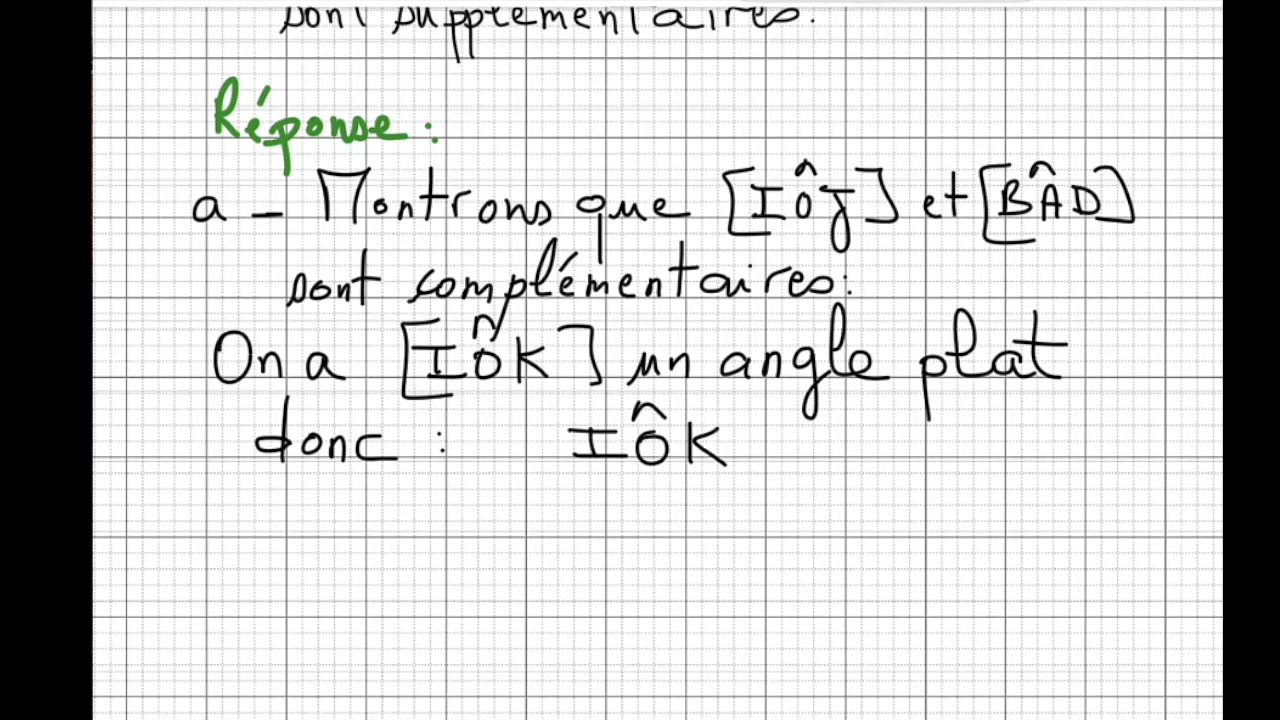 sont supplémentaires.
Réponse :
a - Montrons que [IÔJ] et [BÂD]
sont complémentaires:
On a [IÔK] un angle plat
donc : IÔK